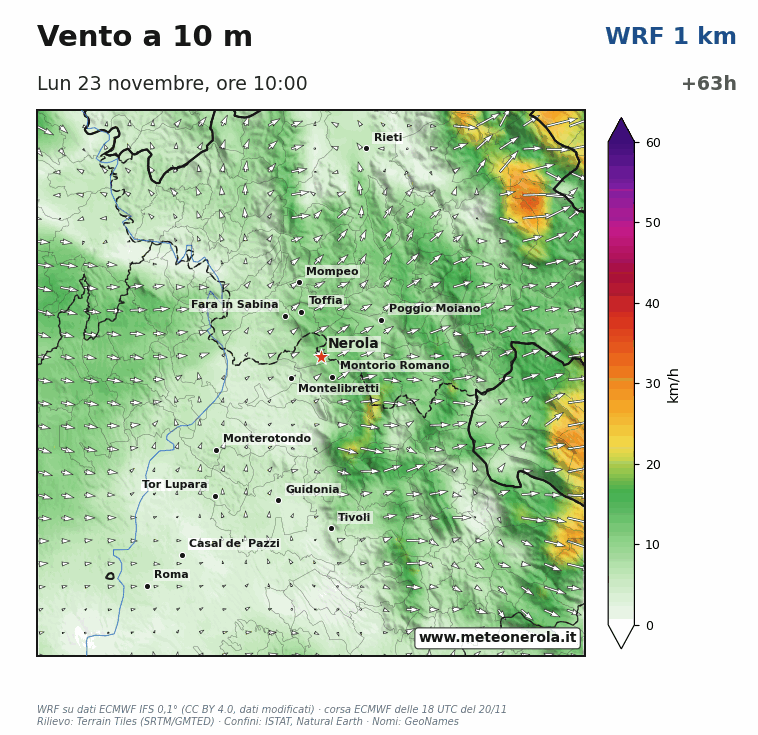 Vento a 10 m
WRF 1 km
Lun 23 novembre, ore 10:00
+63h
Rieti
Mompeo
Fara in Sabina
Toffia
Poggio Moiano
Nerola
Montorio Romano
Montelibretti
Monterotondo
Tor Lupara
Guidonia
Tivoli
Casal de' Pazzi
Roma
www.meteonerola.it
60
50
40
30
20
10
0
km/h
WRF su dati ECMWF IFS 0,1° (CC BY 4.0, dati modificati) · corsa ECMWF delle 18 UTC del 20/11
Rilievo: Terrain Tiles (SRTM/GMTED) · Confini: ISTAT, Natural Earth · Nomi: GeoNames